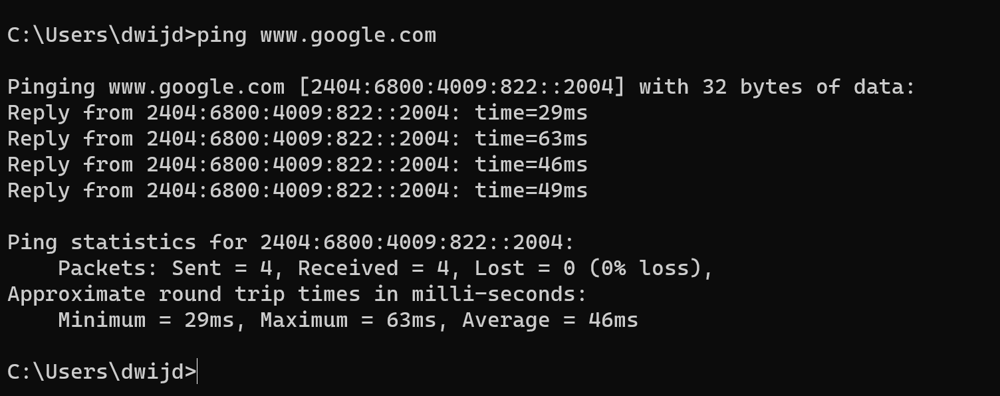 C:\Users\dwijd>ping www.google.com
Pinging www.google.com [2404:6800:4009:822::2004] with 32 bytes of data:
Reply from 2404:6800:4009:822::2004: time=29ms
Reply from 2404:6800:4009:822::2004: time=63ms
Reply from 2404:6800:4009:822::2004: time=46ms
Reply from 2404:6800:4009:822::2004: time=49ms
Ping statistics for 2404:6800:4009:822::2004:
    Packets: Sent = 4, Received = 4, Lost = 0 (0% loss),
Approximate round trip times in milli-seconds:
    Minimum = 29ms, Maximum = 63ms, Average = 46ms
C:\Users\dwijd>